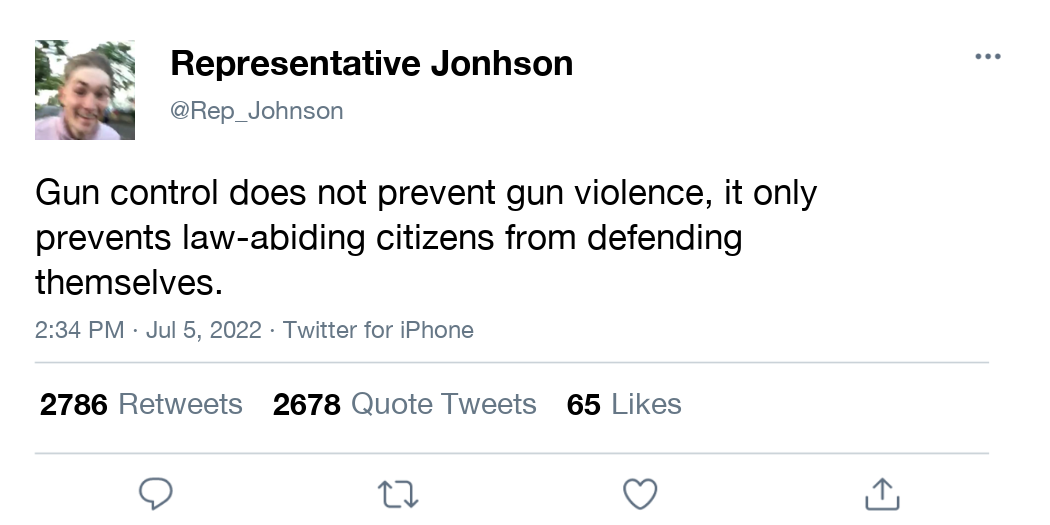 Representative Jonhson
@Rep_Johnson
Gun control does not prevent gun violence, it only
prevents law-abiding citizens from defending
themselves.
2:34 PM · Jul 5, 2022 · Twitter for iPhone
2786 Retweets 2678 Quote Tweets 65 Likes